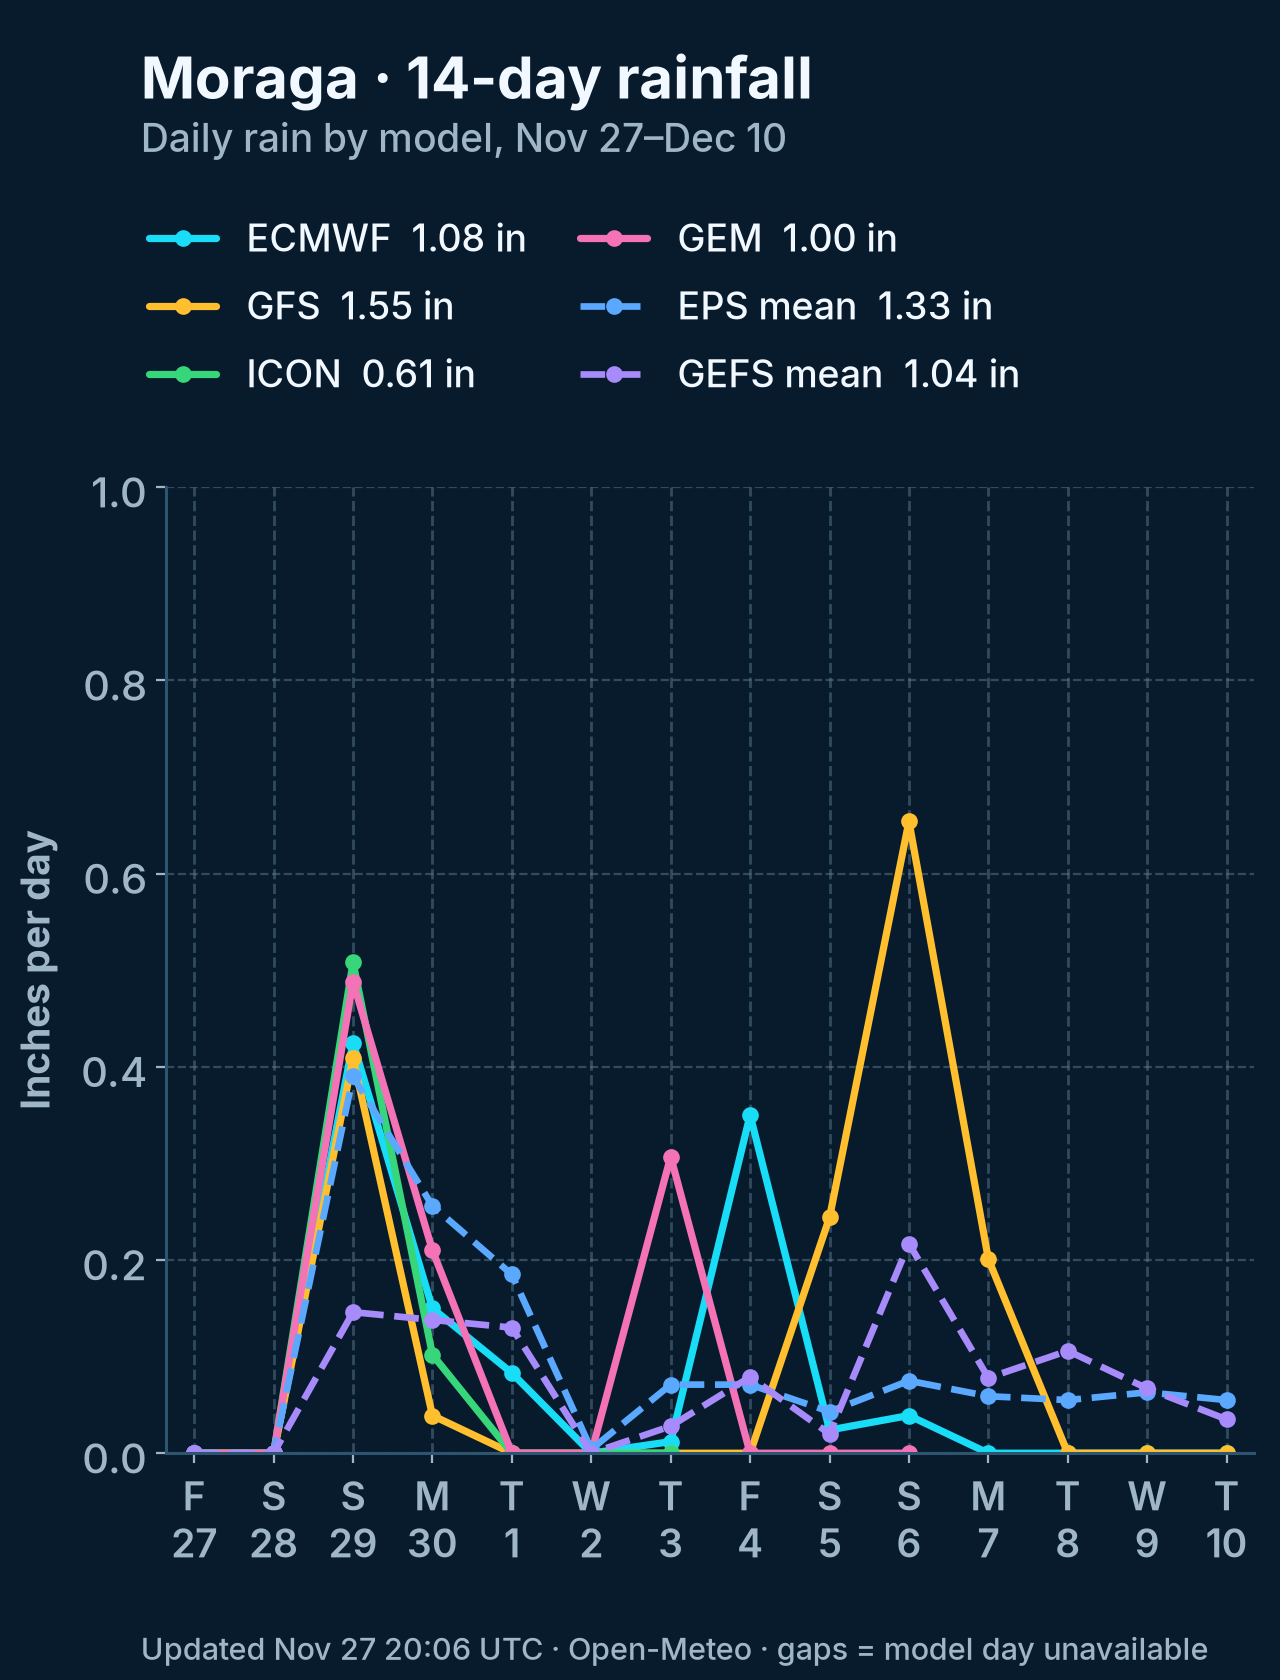 Moraga · 14-day rainfall
Daily rain by model, Nov 27–Dec 10
ECMWF 1.08 in
GEM 1.00 in
GFS 1.55 in
EPS mean 1.33 in
ICON 0.61 in
GEFS mean 1.04 in
Inches per day
1.0
0.8
0.6
0.4
0.2
0.0
F S S M T W T F S S M T W T
27 28 29 30 1 2 3 4 5 6 7 8 9 10
Updated Nov 27 20:06 UTC · Open-Meteo · gaps = model day unavailable